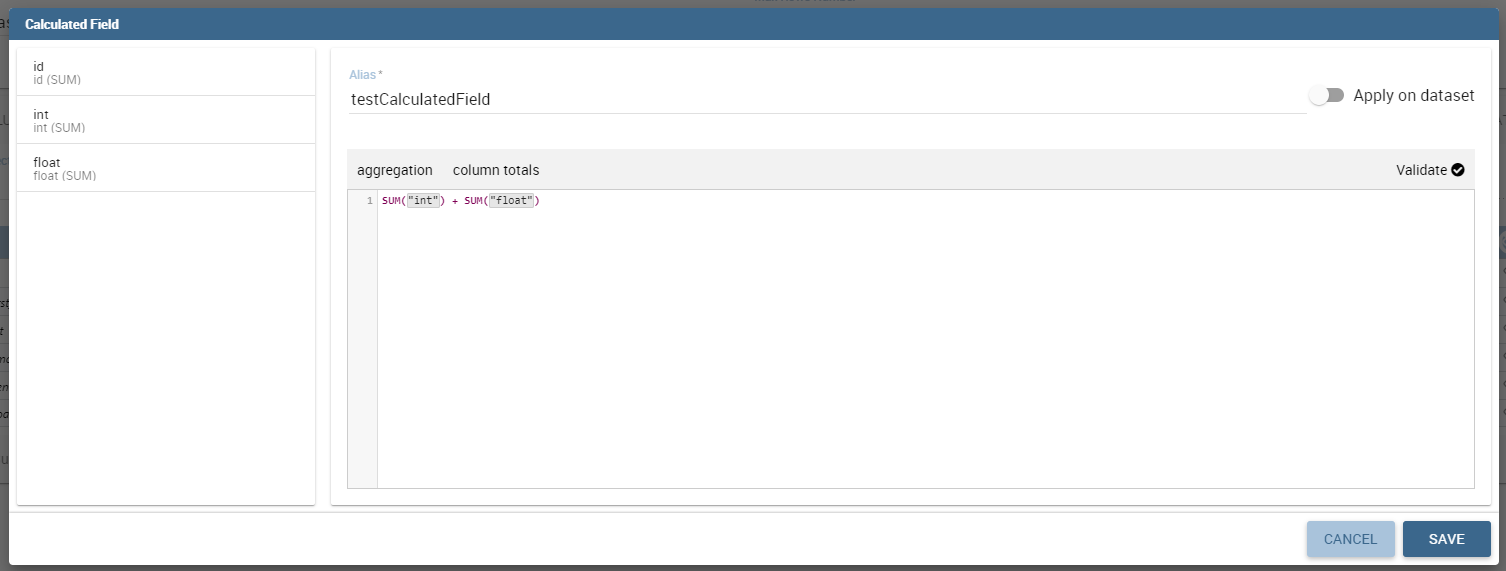 Calculated Field
id
id (SUM)
int
int (SUM)
float
float (SUM)
Alias *
testCalculatedField
Apply on dataset
aggregation column totals Validate
1 SUM("int") + SUM("float")
CANCEL SAVE